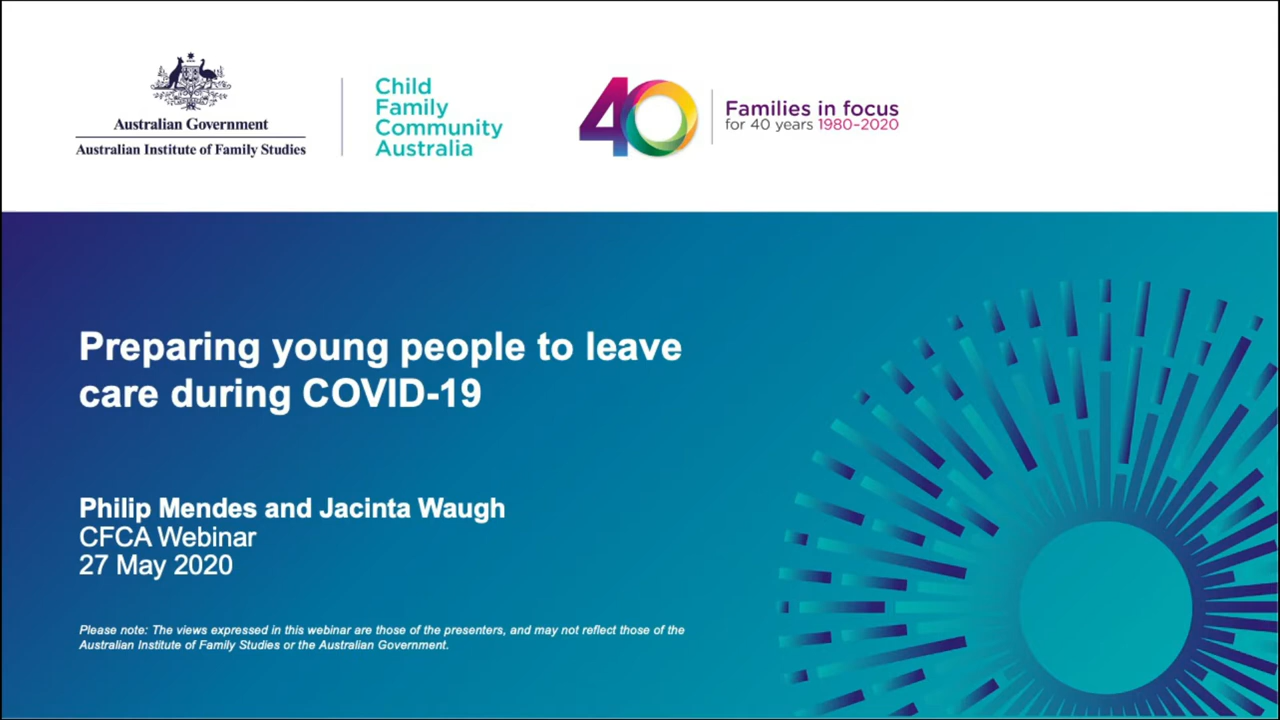 Australian Government
Australian Institute of Family Studies
Child
Family
Community
Australia
40
Families in focus
for 40 years 1980-2020
Preparing young people to leave
care during COVID-19
Philip Mendes and Jacinta Waugh
CFCA Webinar
27 May 2020
Please note: The views expressed in this webinar are those of the presenters, and may not reflect those of the
Australian Institute of Family Studies or the Australian Government.